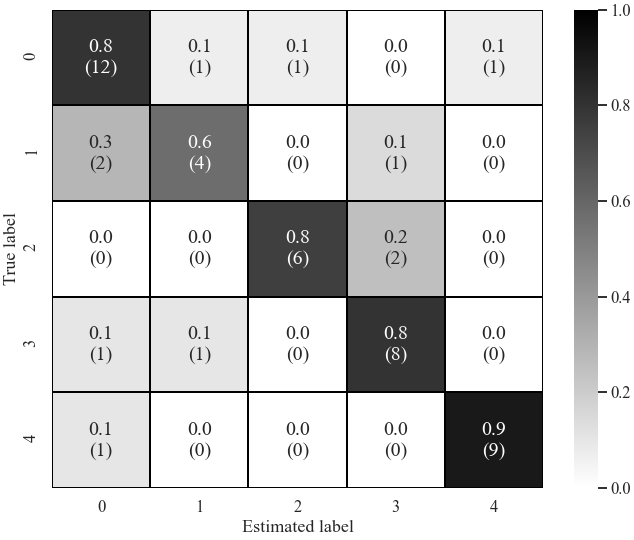 0.8 0.1 0.1 0.0 0.1
(12) (1) (1) (0) (1)
0
0.3 0.6 0.0 0.1 0.0
(2) (4) (0) (1) (0)
1
0.0 0.0 0.8 0.2 0.0
(0) (0) (6) (2) (0)
2
0.1 0.1 0.0 0.8 0.0
(1) (1) (0) (8) (0)
3
0.1 0.0 0.0 0.0 0.9
(1) (0) (0) (0) (9)
4
True label
0 1 2 3 4
Estimated label
1.0
0.8
0.6
0.4
0.2
0.0